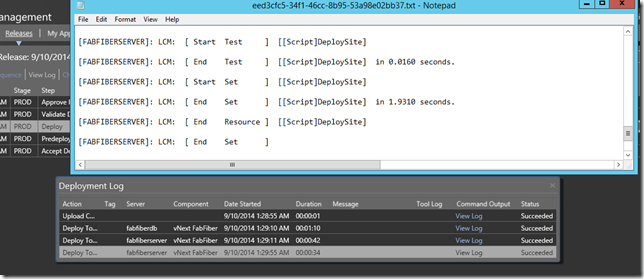 eed3cfc5-34f1-46cc-8b95-53a98e02bb37.txt - Notepad
File Edit Format View Help
[FABFIBERSERVER]: LCM: [ Start Test ] [[Script]DeploySite]
[FABFIBERSERVER]: LCM: [ End Test ] [[Script]DeploySite] in 0.0160 seconds.
[FABFIBERSERVER]: LCM: [ Start Set ] [[Script]DeploySite]
[FABFIBERSERVER]: LCM: [ End Set ] [[Script]DeploySite] in 1.9310 seconds.
[FABFIBERSERVER]: LCM: [ End Resource ] [[Script]DeploySite]
[FABFIBERSERVER]: LCM: [ End Set ]
anagement
Releases My Ap
Release: 9/10/2014
equence View Log
Stage Step
AM PROD Approve
AM PROD Validate D
AM PROD Deploy
AM PROD Predeploy
AM PROD Accept De
Deployment Log
Action Tag Server Component Date Started Duration Message Tool Log Command Output Status
Upload C... 9/10/2014 1:28:55 AM 00:00:01 View Log Succeeded
Deploy To... fabfiberdb vNext FabFiber 9/10/2014 1:29:10 AM 00:01:10 View Log Succeeded
Deploy To... fabfiberserver vNext FabFiber 9/10/2014 1:29:11 AM 00:00:42 View Log Succeeded
Deploy To... fabfiberserver vNext FabFiber 9/10/2014 1:29:55 AM 00:00:34 View Log Succeeded